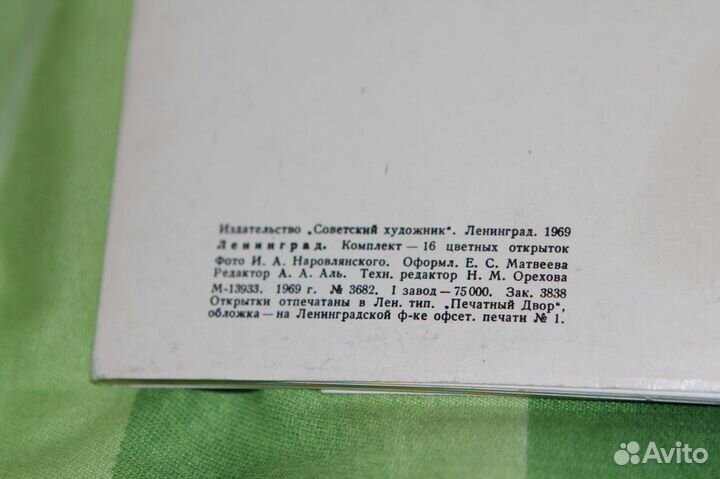 Издательство „Советский художник“. Ленинград. 1969
Ленинград. Комплект — 16 цветных открыток
Фото И. А. Наровлянского. Оформл. Е. С. Матвеева
Редактор А. А. Аль. Техн. редактор Н. М. Орехова
М-13933. 1969 г. № 3682. I завод — 75000. Зак. 3838
Открытки отпечатаны в Лен. тип. „Печатный Двор“,
обложка — на Ленинградской ф-ке офсет. печати № 1.
Avito